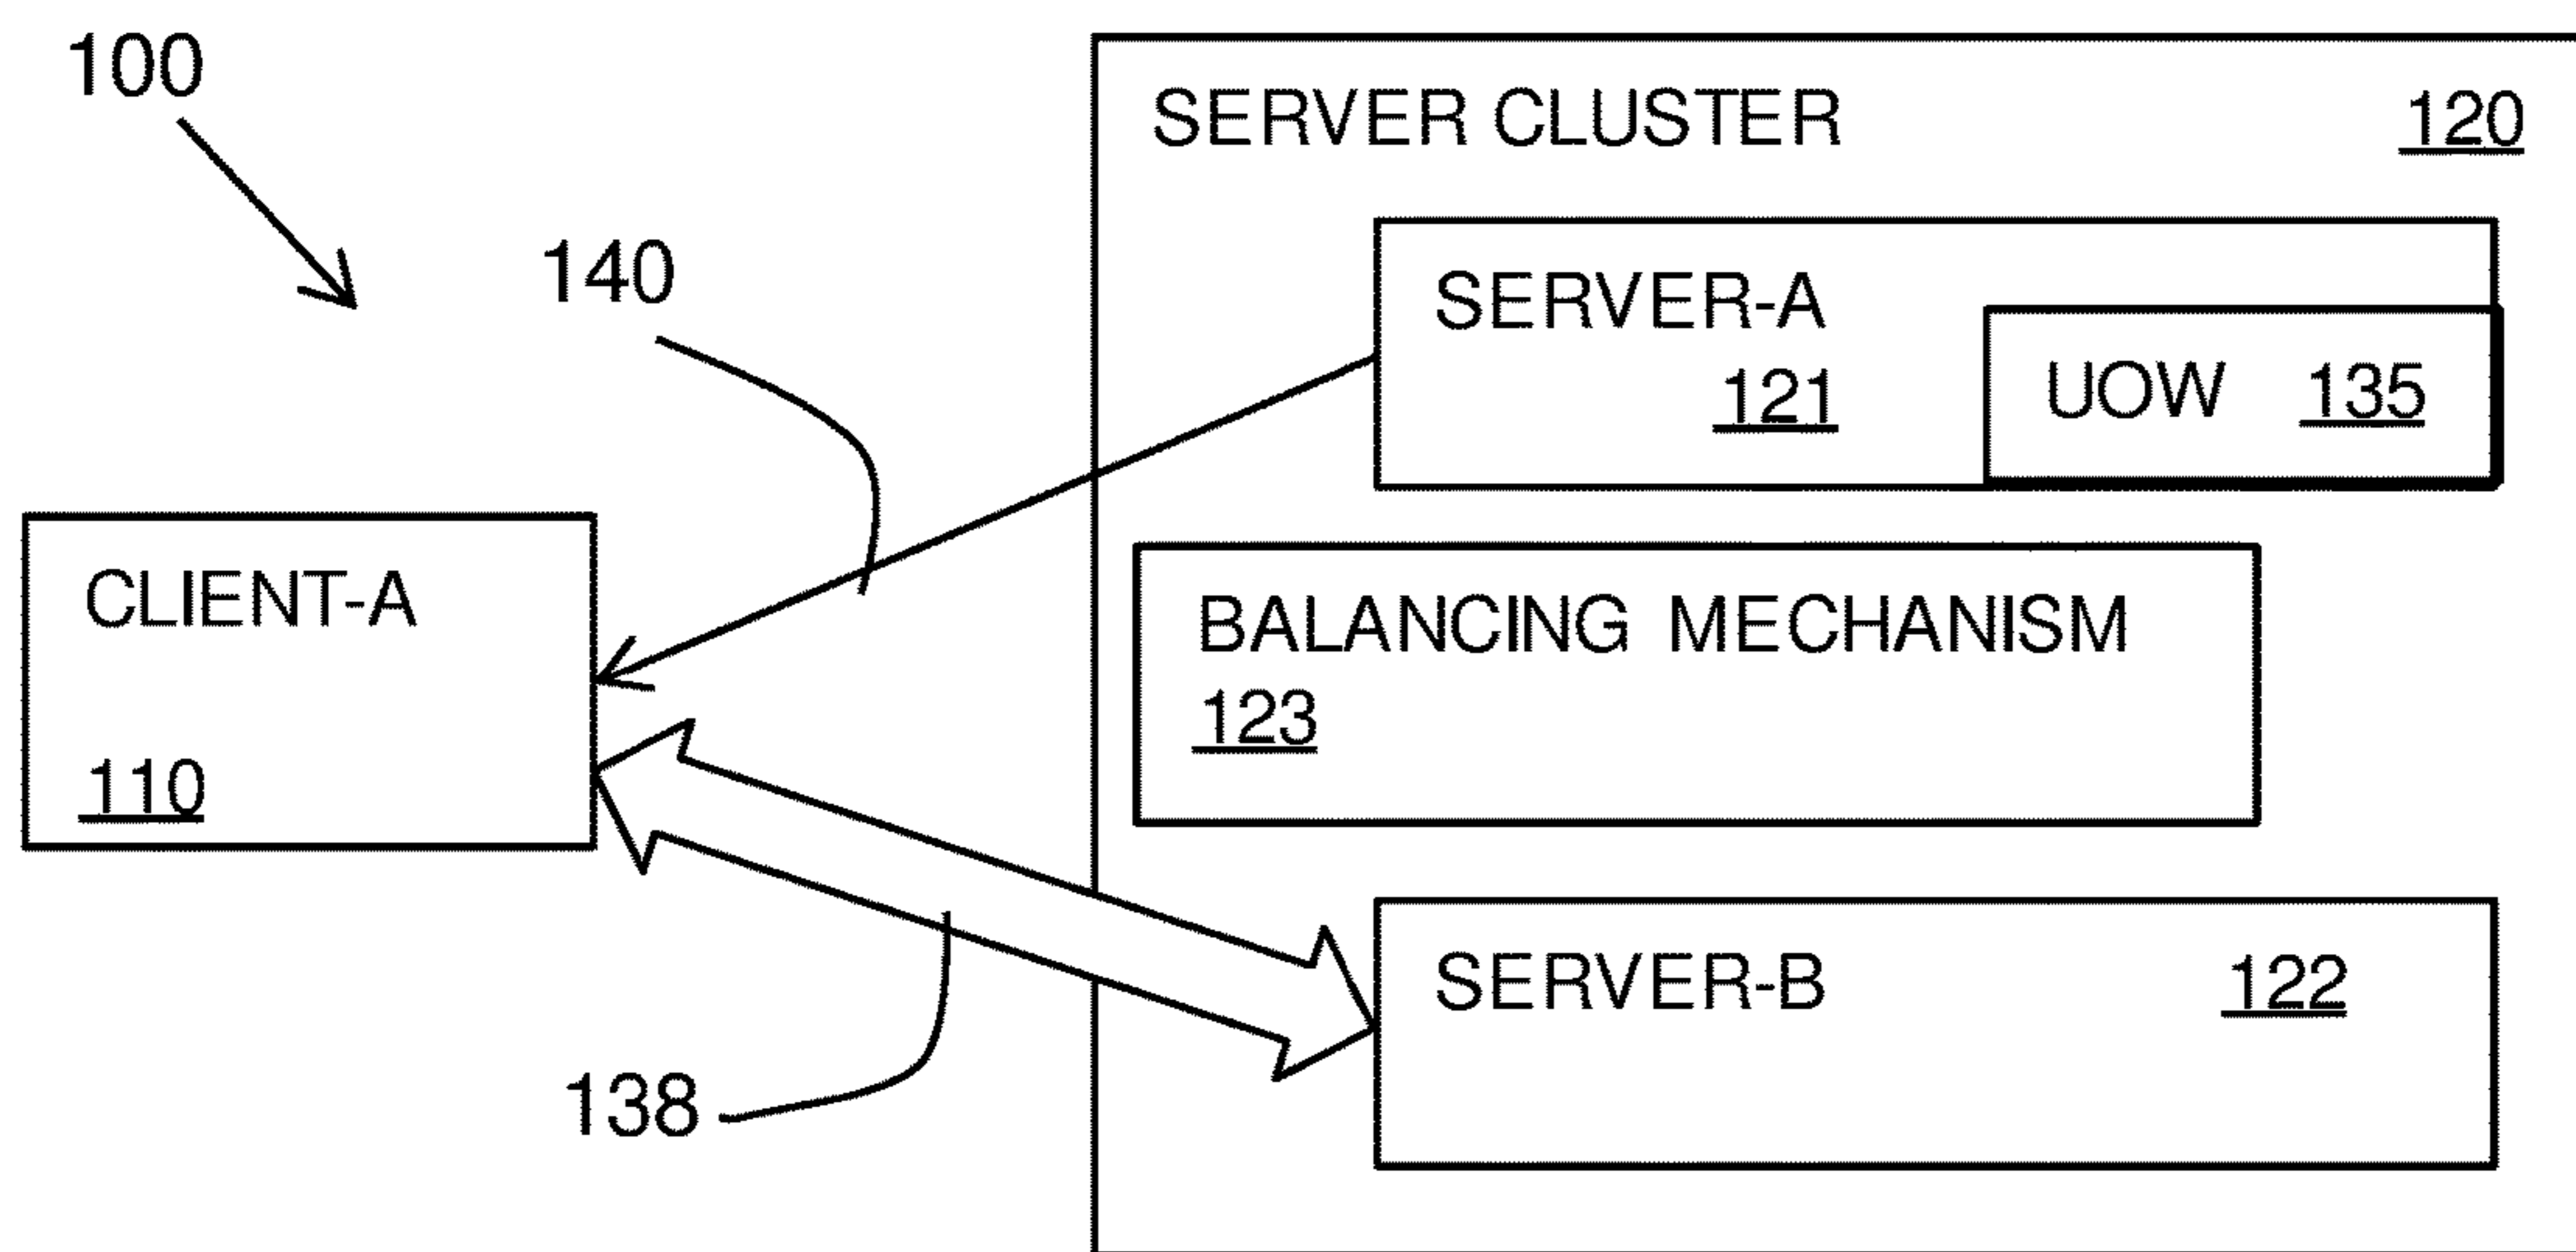 100
SERVER CLUSTER 120
140
SERVER-A
121
UOW 135
CLIENT-A
110
BALANCING MECHANISM
123
SERVER-B 122
138